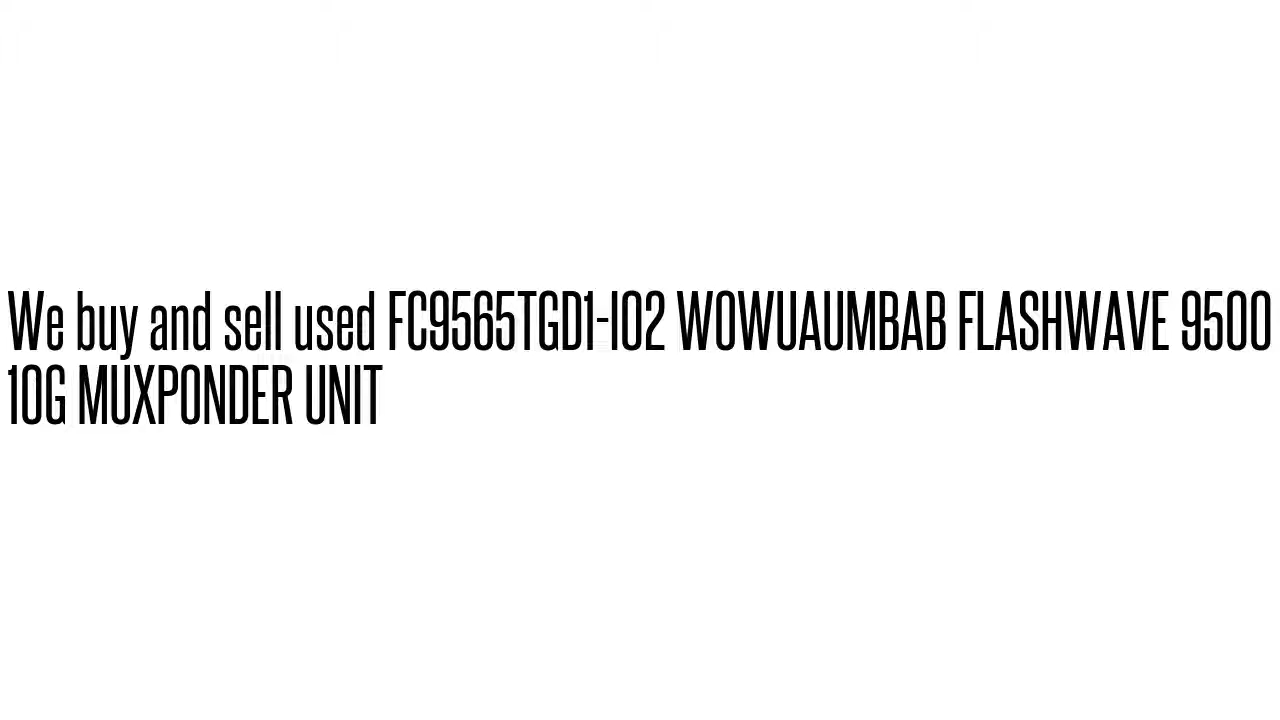 We buy and sell used FC9565TGD1-I02 WOWUAUMBAB FLASHWAVE 9500
10G MUXPONDER UNIT